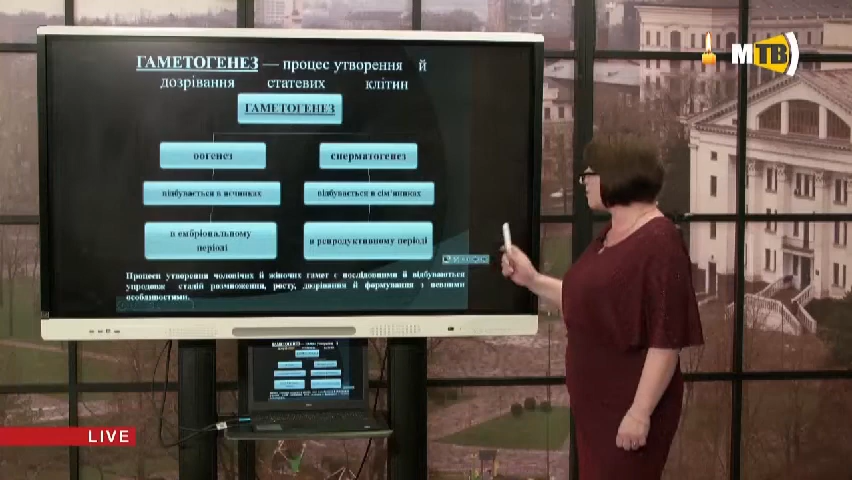 ГАМЕТОГЕНЕЗ — процес утворення й
дозрівання статевих клітин
ГАМЕТОГЕНЕЗ
оогенез
сперматогенез
відбувається в яєчниках
відбувається в сім'яниках
в ембріональному
періоді
в репродуктивному періоді
Процеси утворення чоловічих й жіночих гамет є послідовними й відбуваються
упродовж стадій розмноження, росту, дозрівання й формування з певними
особливостями.
МТВ
LIVE